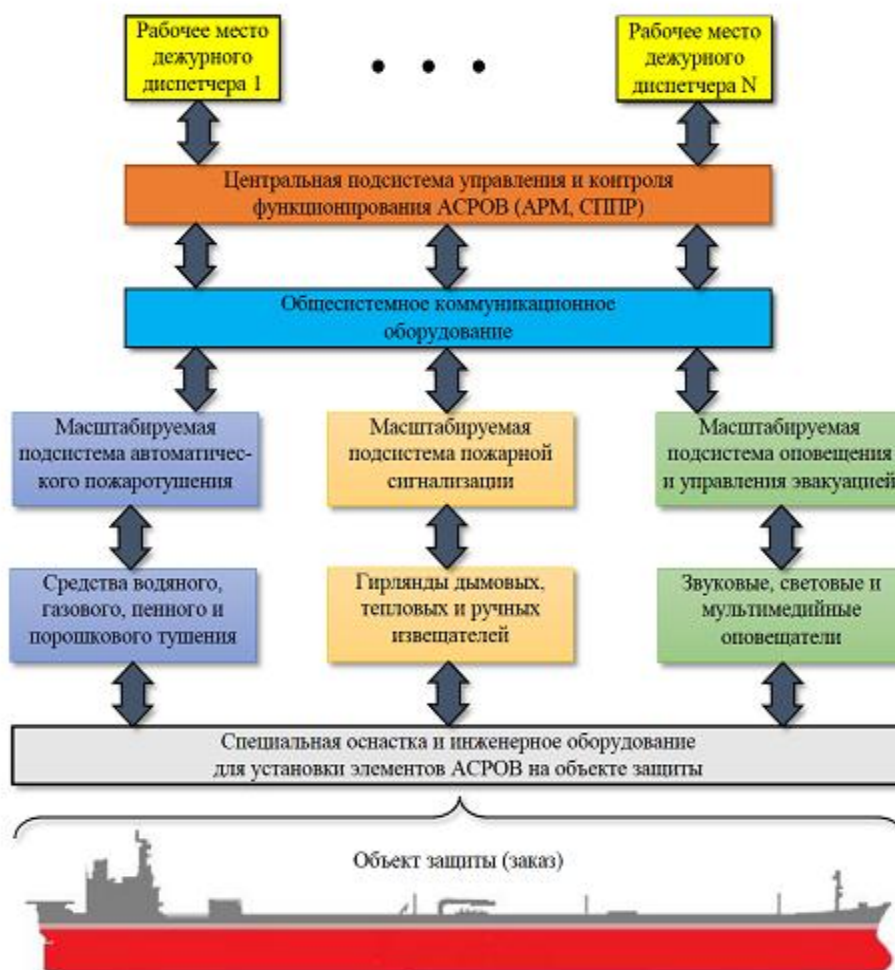 Рабочее место
дежурного
диспетчера 1
• • •
Рабочее место
дежурного
диспетчера N
Центральная подсистема управления и контроля
функционирования АСРОВ (АРМ, СППР)
Общесистемное коммуникационное
оборудование
Масштабируемая
подсистема автоматичес-
кого пожаротушения
Масштабируемая
подсистема пожарной
сигнализации
Масштабируемая
подсистема оповещения
и управления эвакуацией
Средства водяного,
газового, пенного и
порошкового тушения
Гирлянды дымовых,
тепловых и ручных
извещателей
Звуковые, световые и
мультимедийные
оповещатели
Специальная оснастка и инженерное оборудование
для установки элементов АСРОВ на объекте защиты
Объект защиты (заказ)